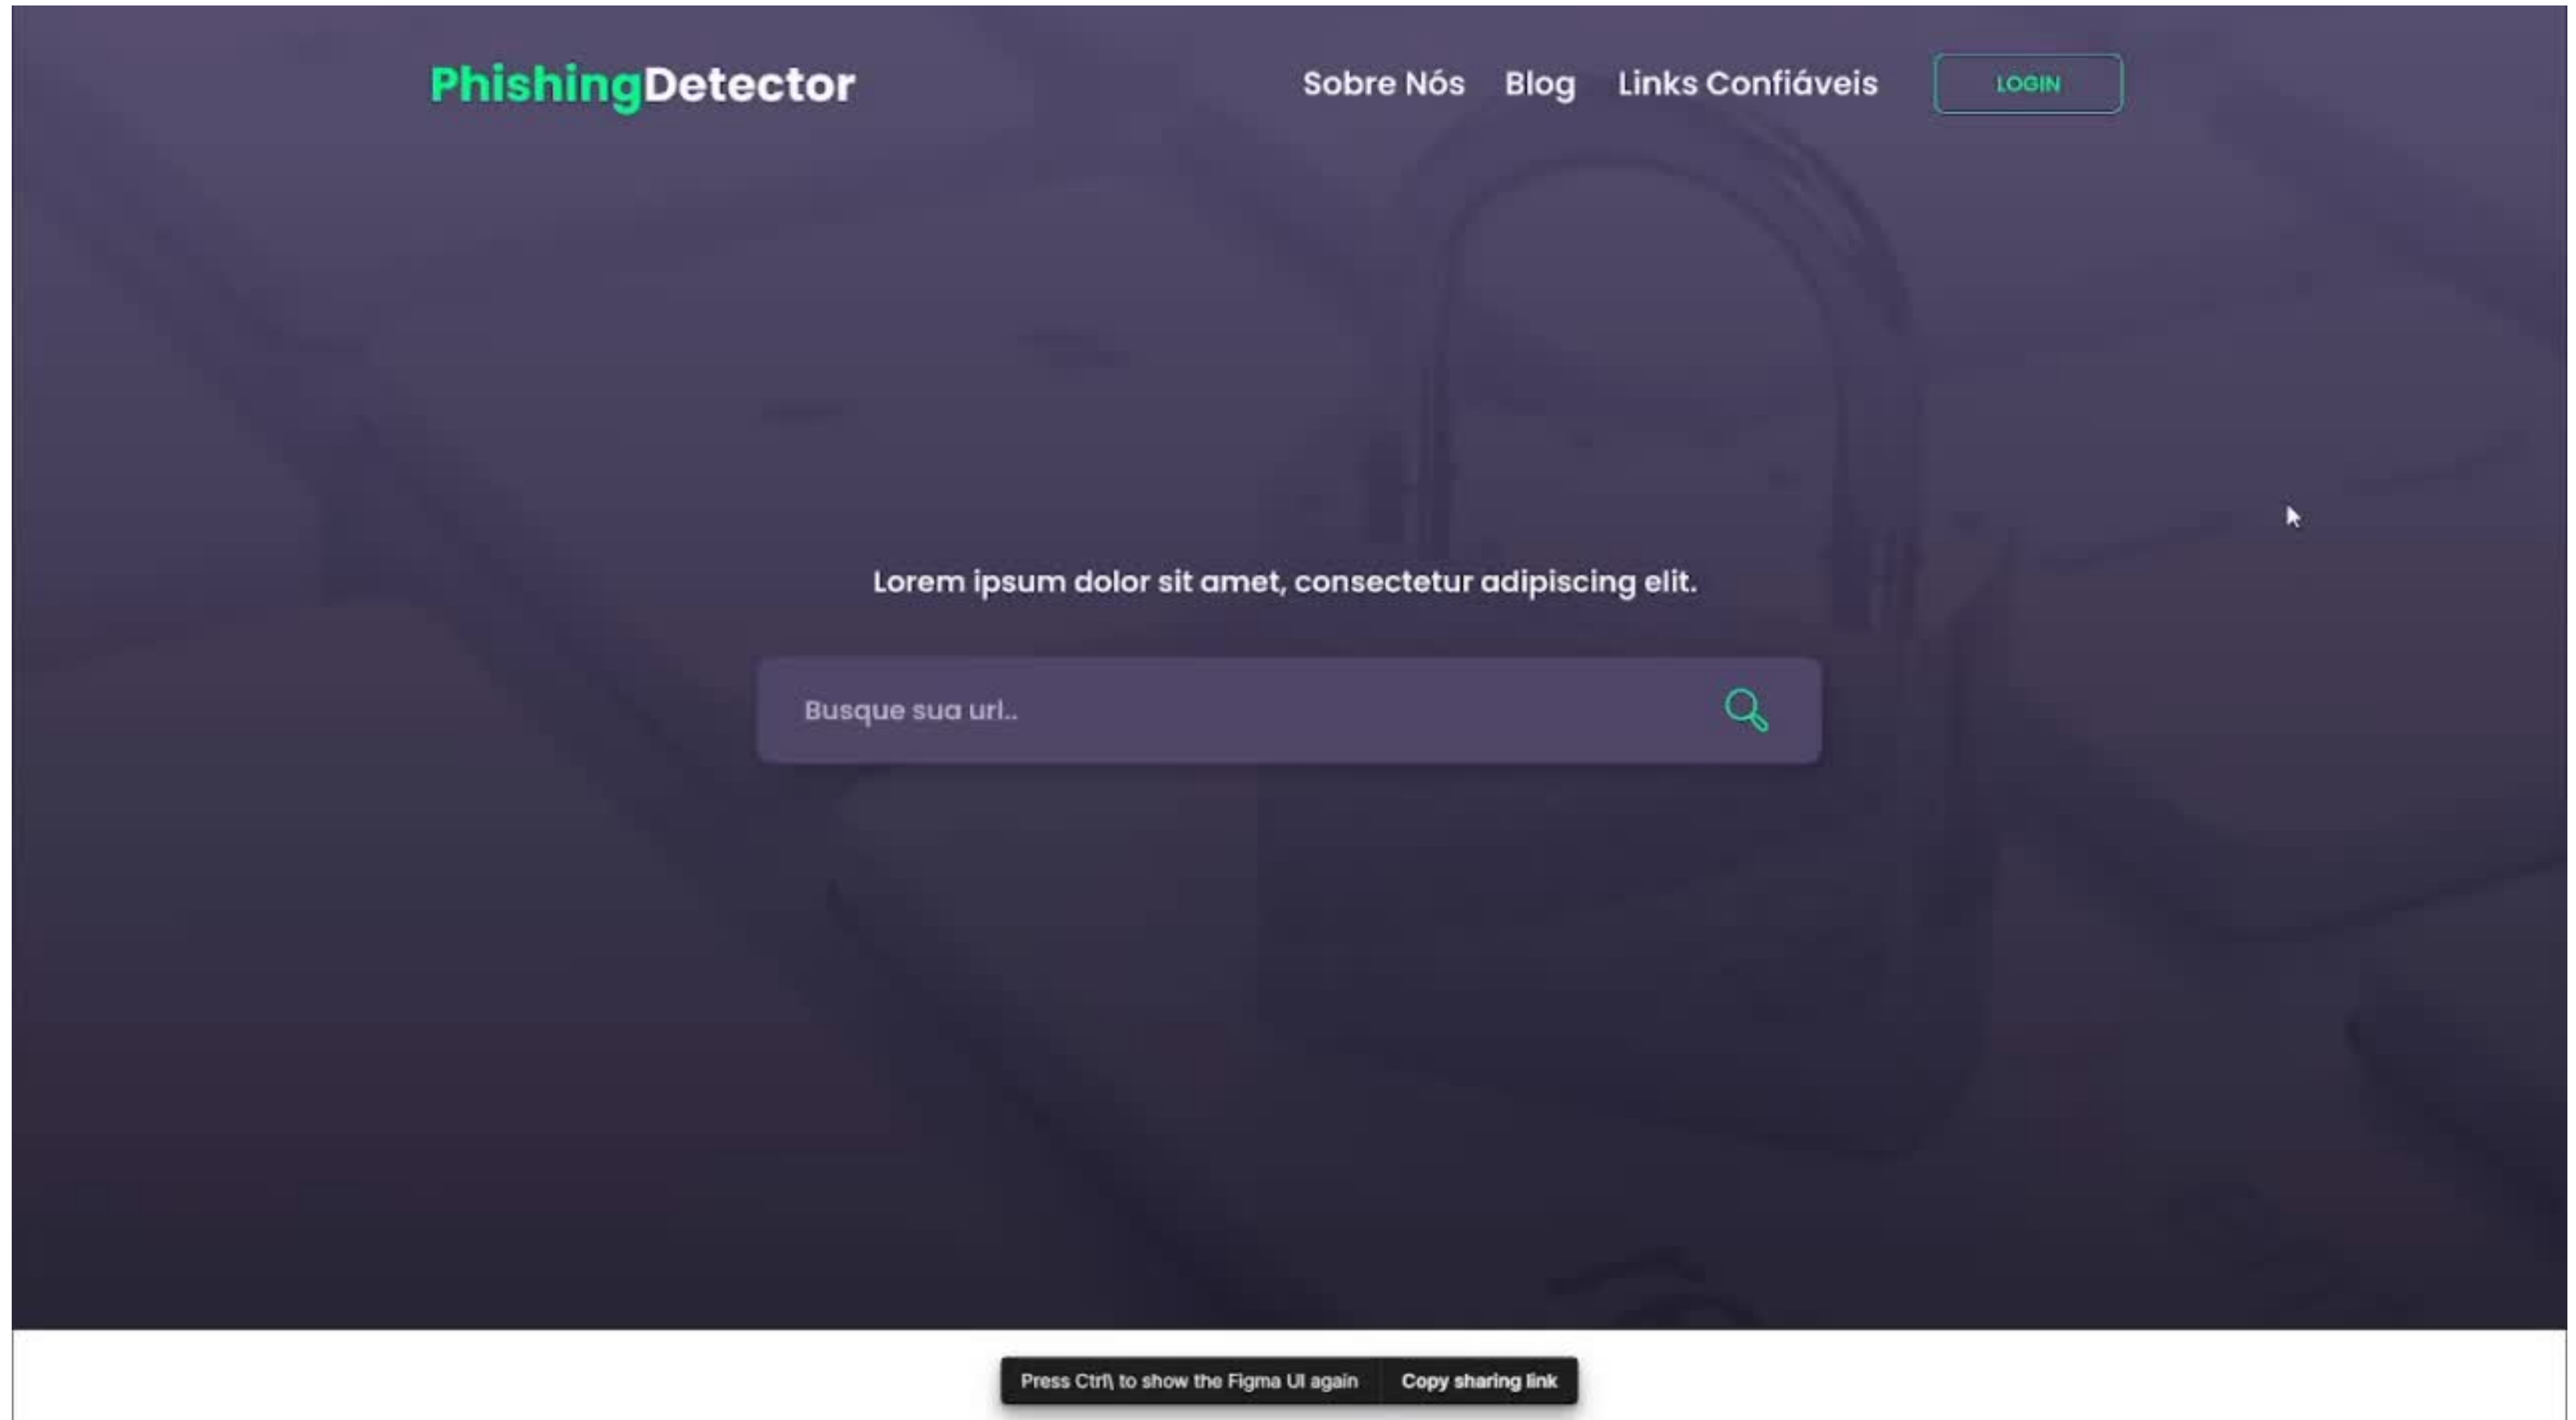 PhishingDetector
Sobre Nós Blog Links Confiáveis LOGIN
Lorem ipsum dolor sit amet, consectetur adipiscing elit.
Busque sua url..
Press Ctrl\ to show the Figma UI again Copy sharing link